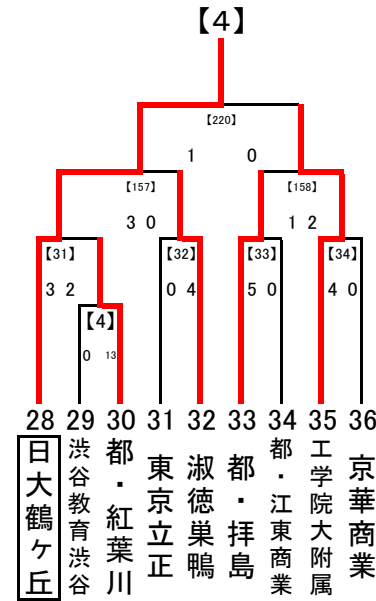 【4】
【220】
1 0
【157】 【158】
3 0 1 2
【31】 【32】 【33】 【34】
3 2 0 4 5 0 4 0
【4】
0 13
28 29 30 31 32 33 34 35 36
日大鶴ヶ丘
渋谷教育渋谷
都・紅葉川
東京立正
淑徳巣鴨
都・拝島
都・江東商業
工学院大附属
京華商業